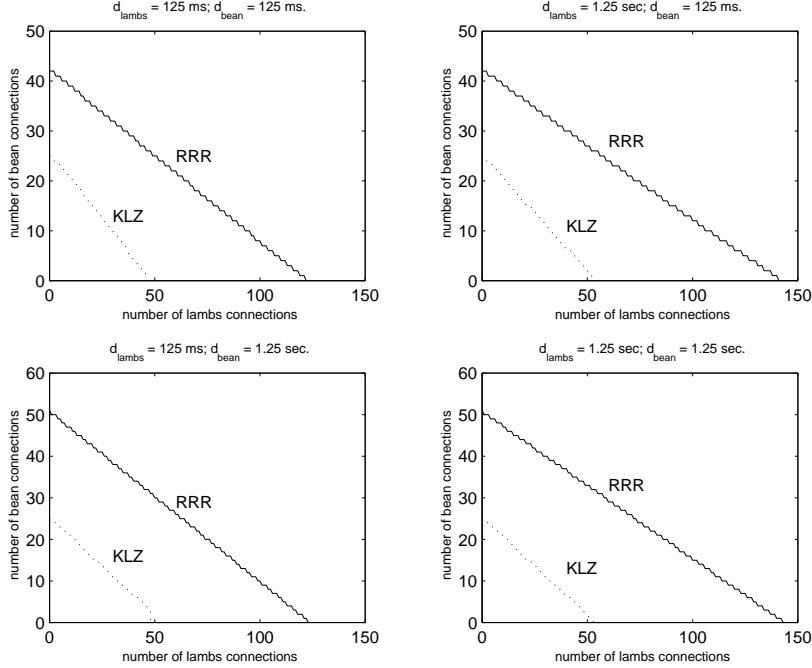 d_lambs = 125 ms; d_bean = 125 ms.
number of bean connections
50
40
30
20
10
0
RRR
KLZ
0 50 100 150
number of lambs connections
d_lambs = 1.25 sec; d_bean = 125 ms.
number of bean connections
50
40
30
20
10
0
RRR
KLZ
0 50 100 150
number of lambs connections
d_lambs = 125 ms; d_bean = 1.25 sec.
number of bean connections
60
50
40
30
20
10
0
RRR
KLZ
0 50 100 150
number of lambs connections
d_lambs = 1.25 sec; d_bean = 1.25 sec.
number of bean connections
60
50
40
30
20
10
0
RRR
KLZ
0 50 100 150
number of lambs connections